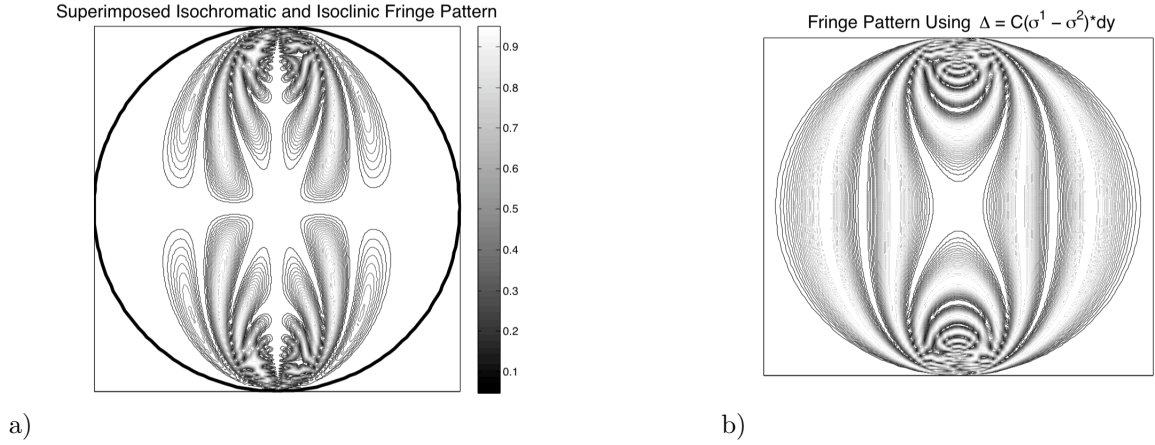 Superimposed Isochromatic and Isoclinic Fringe Pattern
0.9
0.8
0.7
0.6
0.5
0.4
0.3
0.2
0.1
a)
Fringe Pattern Using Δ = C(σ¹ − σ²)*dy
b)